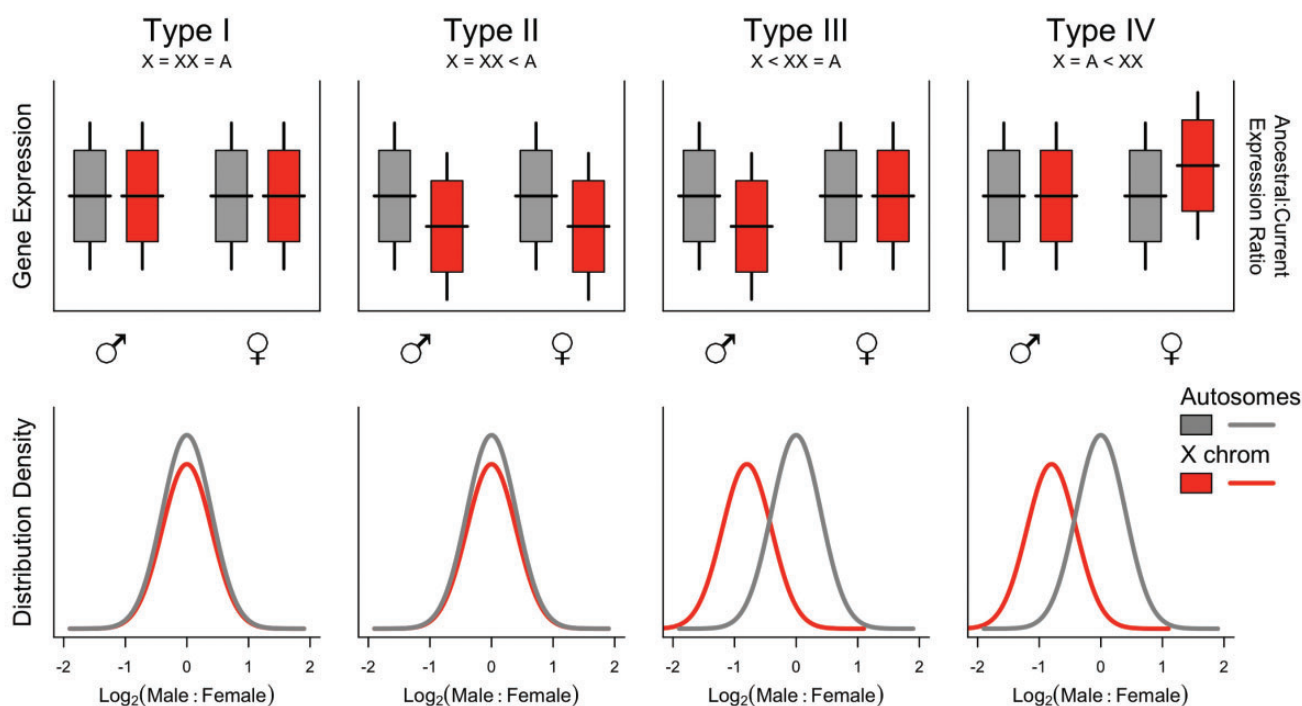 Type I
X = XX = A
Type II
X = XX < A
Type III
X < XX = A
Type IV
X = A < XX
Gene Expression
Ancestral:Current
Expression Ratio
♂ ♀
♂ ♀
♂ ♀
♂ ♀
Autosomes
X chrom
Distribution Density
-2 -1 0 1 2
Log₂(Male : Female)
-2 -1 0 1 2
Log₂(Male : Female)
-2 -1 0 1 2
Log₂(Male : Female)
-2 -1 0 1 2
Log₂(Male : Female)